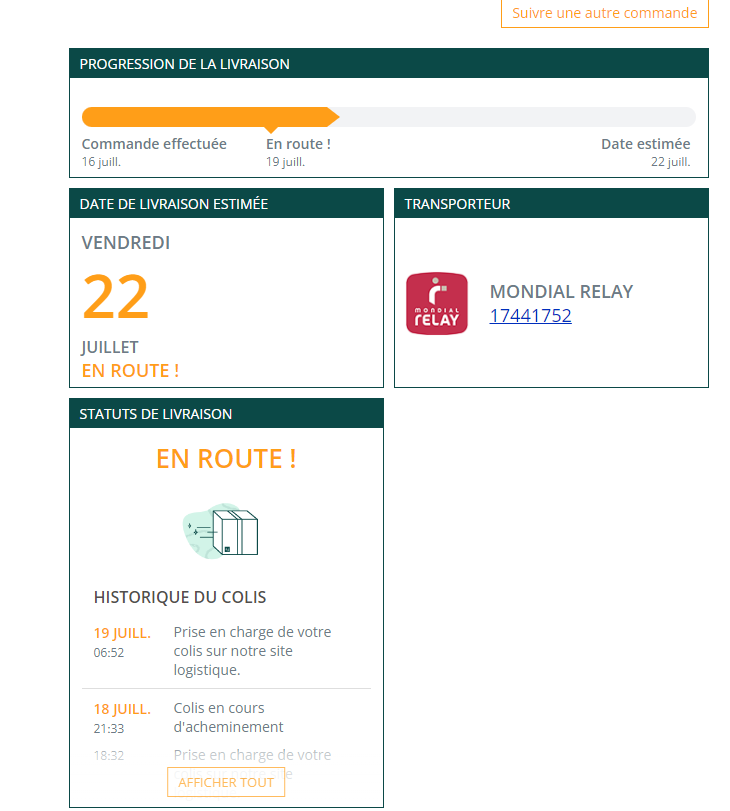 Suivre une autre commande
PROGRESSION DE LA LIVRAISON
Commande effectuée
16 juill.
En route !
19 juill.
Date estimée
22 juill.
DATE DE LIVRAISON ESTIMÉE
VENDREDI
22
JUILLET
EN ROUTE !
TRANSPORTEUR
MONDIAL
RELAY
MONDIAL RELAY
17441752
STATUTS DE LIVRAISON
EN ROUTE !
HISTORIQUE DU COLIS
19 JUILL.
06:52
Prise en charge de votre
colis sur notre site
logistique.
18 JUILL.
21:33
Colis en cours
d'acheminement
18:32
Prise en charge de votre
AFFICHER TOUT